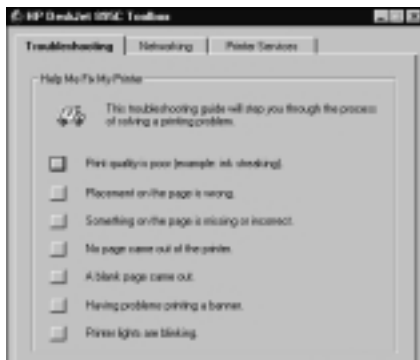 HP DeskJet 895C Toolbox
Troubleshooting Networking Printer Services
Help Me Fix My Printer
This troubleshooting guide will step you through the process
of solving a printing problem.
Print quality is poor (example: ink streaking).
Placement on the page is wrong.
Something on the page is missing or incorrect.
No page came out of the printer.
A blank page came out.
Having problems printing a banner.
Printer lights are blinking.